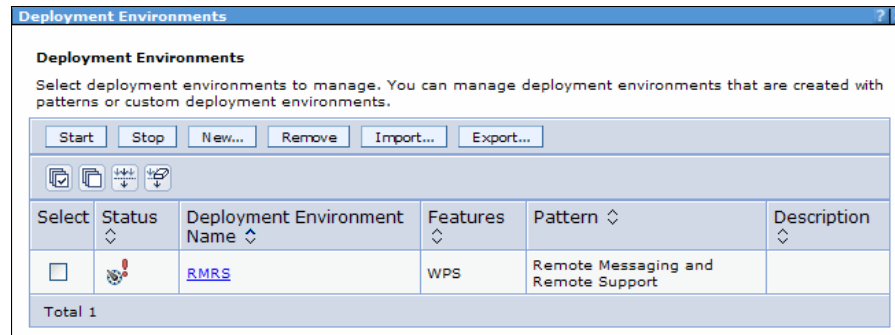 Deployment Environments ?
Deployment Environments
Select deployment environments to manage. You can manage deployment environments that are created with
patterns or custom deployment environments.
Start Stop New... Remove Import... Export...
Select Status Deployment Environment Name Features Pattern Description
RMRS WPS Remote Messaging and
Remote Support
Total 1